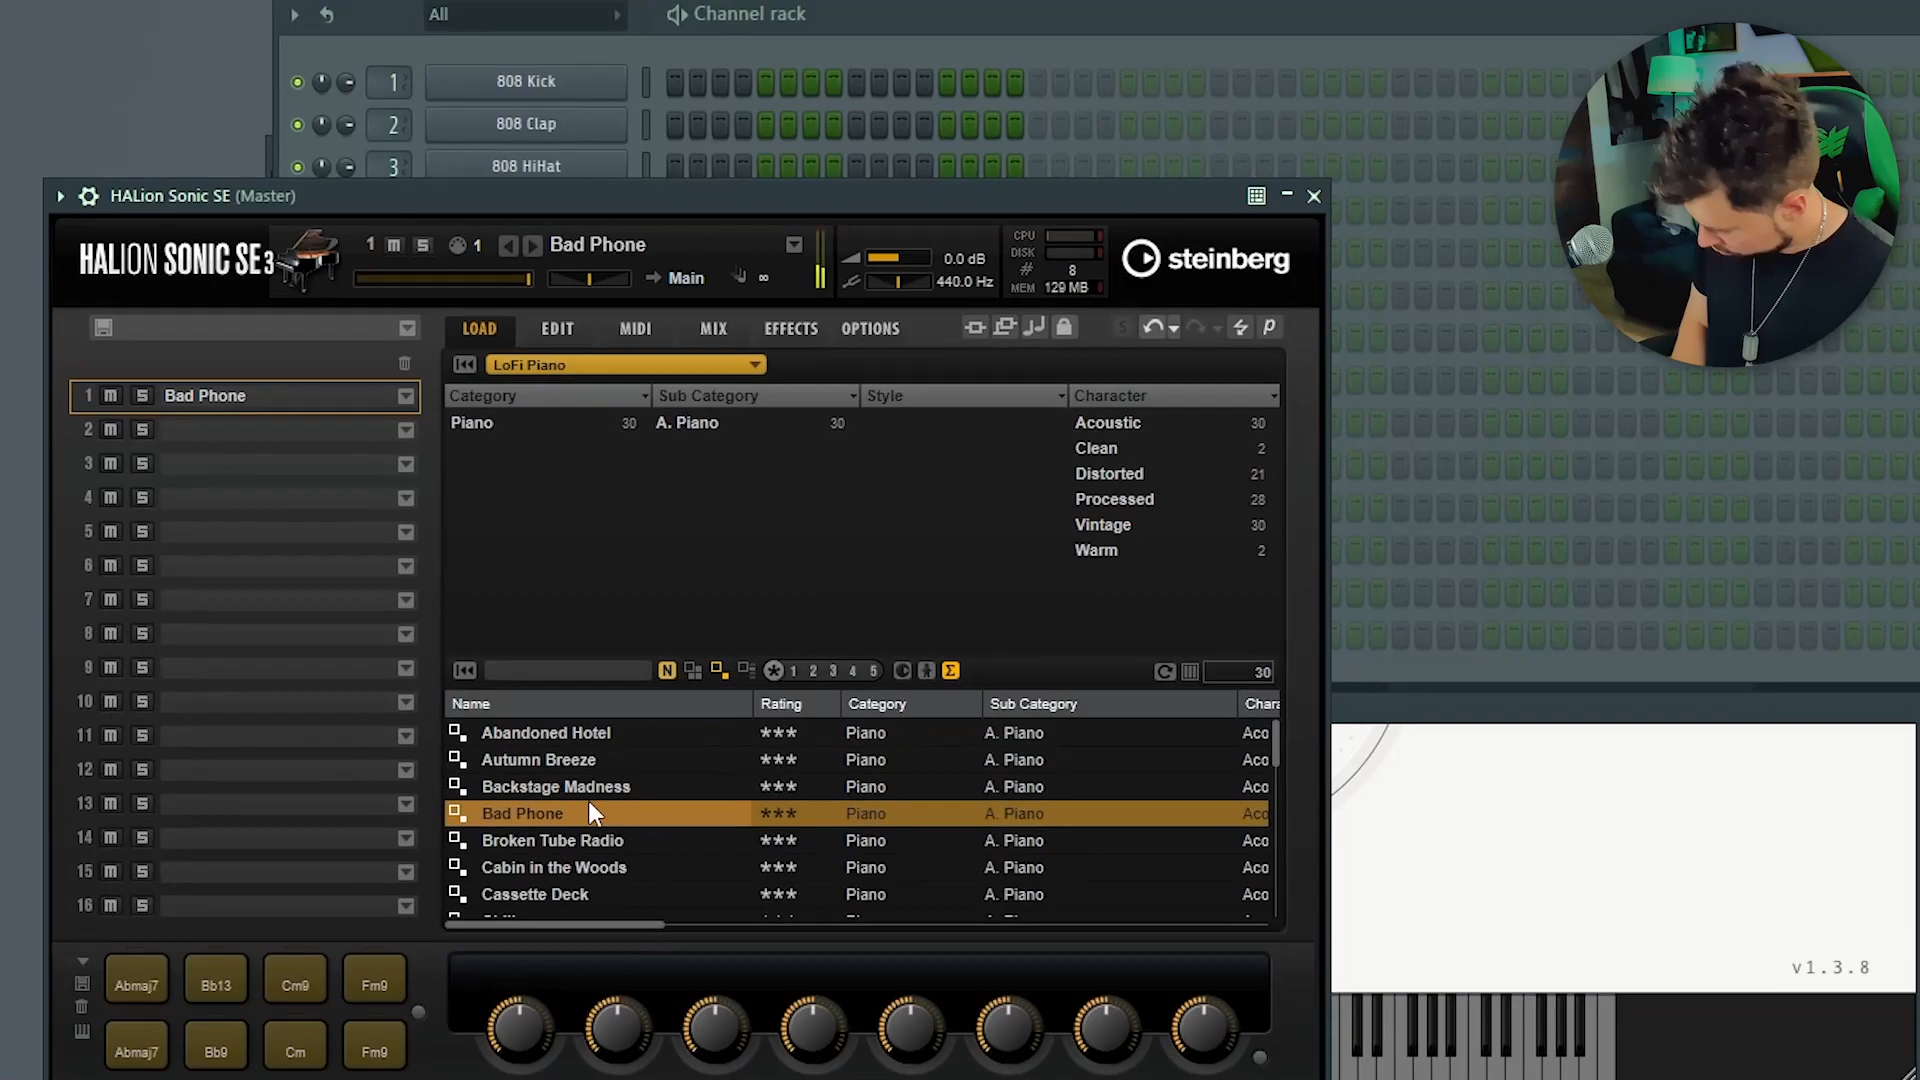 All
Channel rack
1 808 Kick
2 808 Clap
3 808 HiHat
HALion Sonic SE (Master)
HALION SONIC SE 3
1 m S 1 Bad Phone
Main ∞
0.0 dB
440.0 Hz
CPU
DISK
# 8
MEM 129 MB
steinberg
LOAD EDIT MIDI MIX EFFECTS OPTIONS
S p
LoFi Piano
Category Sub Category Style Character
Piano 30 A. Piano 30 Acoustic 30
Clean 2
Distorted 21
Processed 28
Vintage 30
Warm 2
1 m S Bad Phone
2 m S
3 m S
4 m S
5 m S
6 m S
7 m S
8 m S
9 m S
10 m S
11 m S
12 m S
13 m S
14 m S
15 m S
16 m S
N 1 2 3 4 5 Σ 30
Name Rating Category Sub Category Chara
Abandoned Hotel *** Piano A. Piano Aco
Autumn Breeze *** Piano A. Piano Aco
Backstage Madness *** Piano A. Piano Aco
Bad Phone *** Piano A. Piano Aco
Broken Tube Radio *** Piano A. Piano Aco
Cabin in the Woods *** Piano A. Piano Aco
Cassette Deck *** Piano A. Piano Aco
Abmaj7 Bb13 Cm9 Fm9
Abmaj7 Bb9 Cm Fm9
v1.3.8